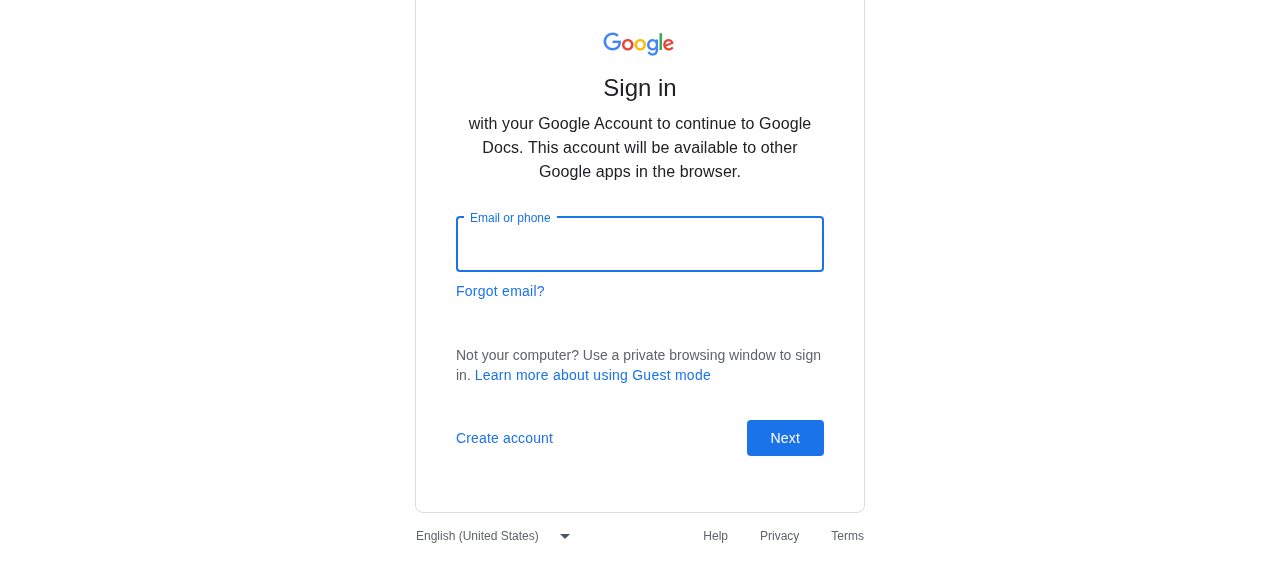 Google
Sign in
with your Google Account to continue to Google
Docs. This account will be available to other
Google apps in the browser.
Email or phone
Forgot email?
Not your computer? Use a private browsing window to sign
in. Learn more about using Guest mode
Create account
Next
English (United States)
Help
Privacy
Terms